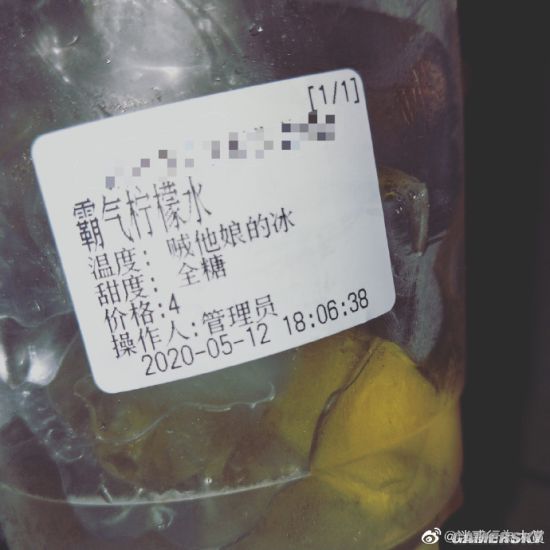 [1/1]
霸气柠檬水
温度: 贼他娘的冰
甜度: 全糖
价格:4
操作人:管理员
2020-05-12 18:06:38
GAMERSKY